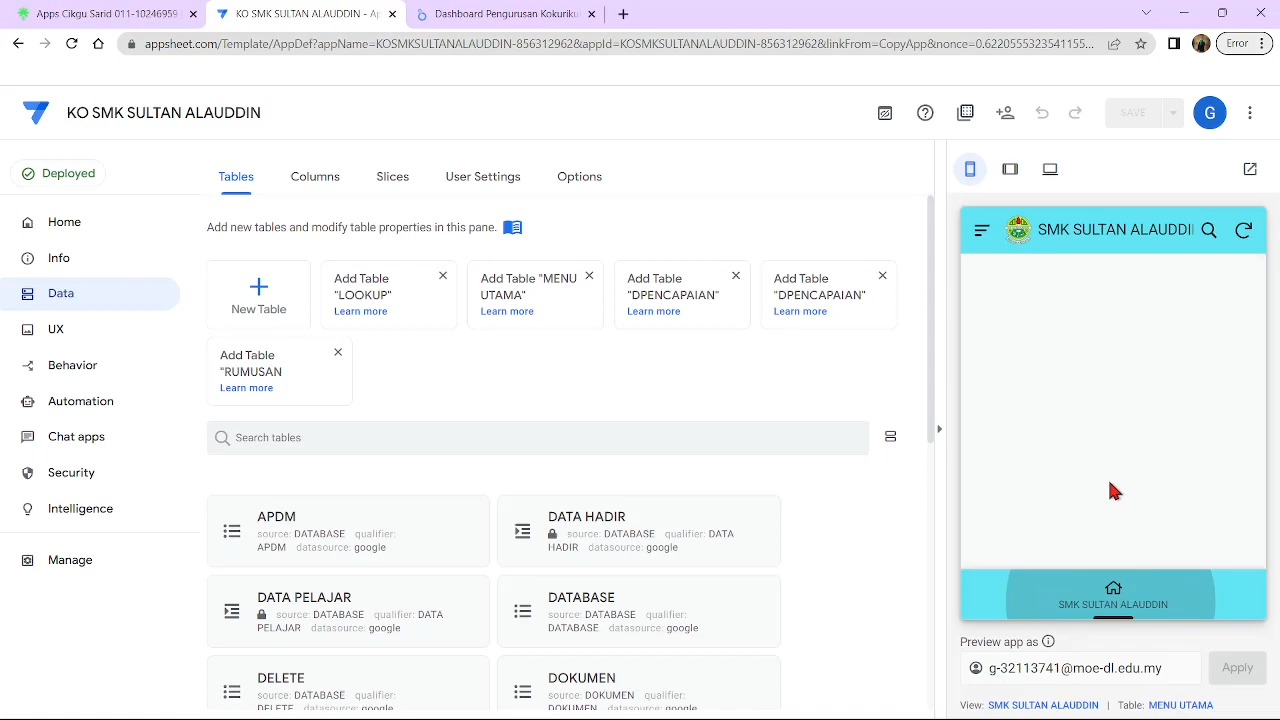 Apps Cikgu Sarid 011-10246959
KO SMK SULTAN ALAUDDIN - Ap
Dashboard Pengurusan Kokuriku
appsheet.com/Template/AppDef?appName=KOSMKSULTANALAUDDIN-856312962&appId=KOSMKSULTANALAUDDIN-856312962&linkFrom=CopyApp&nonce=0.6220555323541155...
Error
KO SMK SULTAN ALAUDDIN
SAVE
G
Deployed
Home
Info
Data
UX
Behavior
Automation
Chat apps
Security
Intelligence
Manage
Tables
Columns
Slices
User Settings
Options
Add new tables and modify table properties in this pane.
New Table
Add Table
"LOOKUP"
Learn more
Add Table "MENU
UTAMA"
Learn more
Add Table
"DPENCAPAIAN"
Learn more
Add Table
"DPENCAPAIAN"
Learn more
Add Table
"RUMUSAN
Learn more
Search tables
APDM
source: DATABASE qualifier:
APDM datasource: google
DATA HADIR
source: DATABASE qualifier: DATA
HADIR datasource: google
DATA PELAJAR
source: DATABASE qualifier: DATA
PELAJAR datasource: google
DATABASE
source: DATABASE qualifier:
DATABASE datasource: google
DELETE
source: DATABASE qualifier:
DELETE datasource: google
DOKUMEN
source: DOKUMEN qualifier:
DOKUMEN datasource: google
SMK SULTAN ALAUDDI
SMK SULTAN ALAUDDIN
Preview app as
g-32113741@moe-dl.edu.my
Apply
View: SMK SULTAN ALAUDDIN | Table: MENU UTAMA